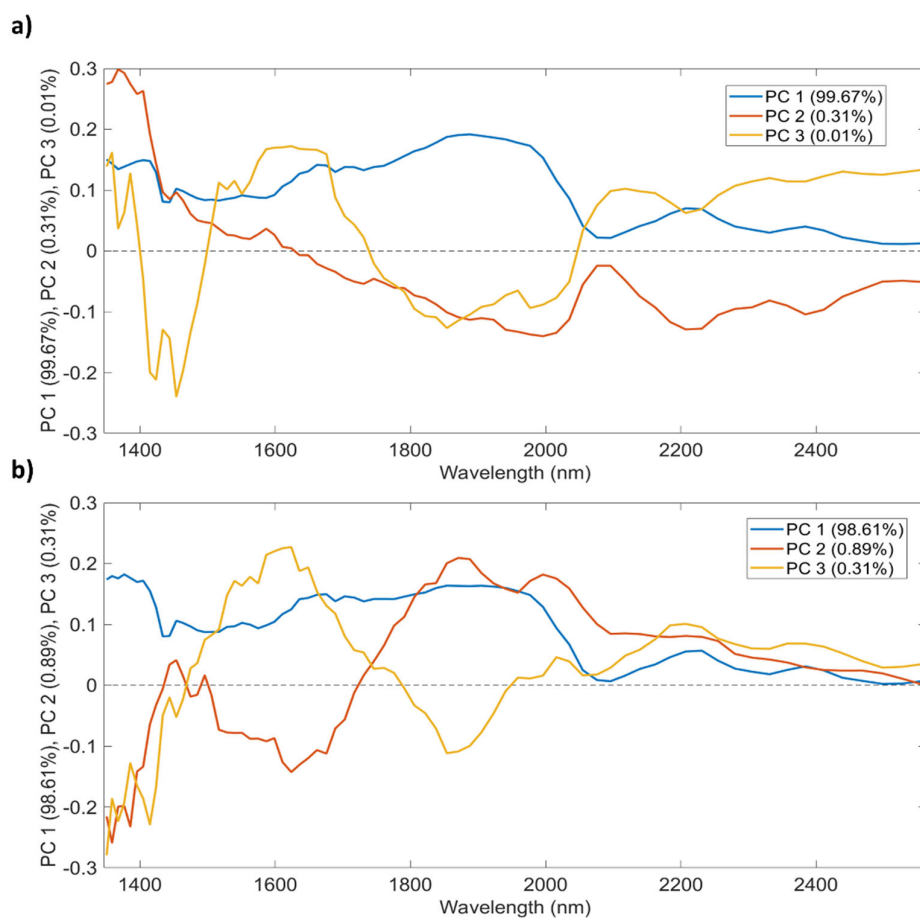 a)
PC 1 (99.67%), PC 2 (0.31%), PC 3 (0.01%)
0.3
0.2
0.1
0
-0.1
-0.2
-0.3
PC 1 (99.67%)
PC 2 (0.31%)
PC 3 (0.01%)
1400 1600 1800 2000 2200 2400
Wavelength (nm)
b)
PC 1 (98.61%), PC 2 (0.89%), PC 3 (0.31%)
0.3
0.2
0.1
0
-0.1
-0.2
-0.3
PC 1 (98.61%)
PC 2 (0.89%)
PC 3 (0.31%)
1400 1600 1800 2000 2200 2400
Wavelength (nm)